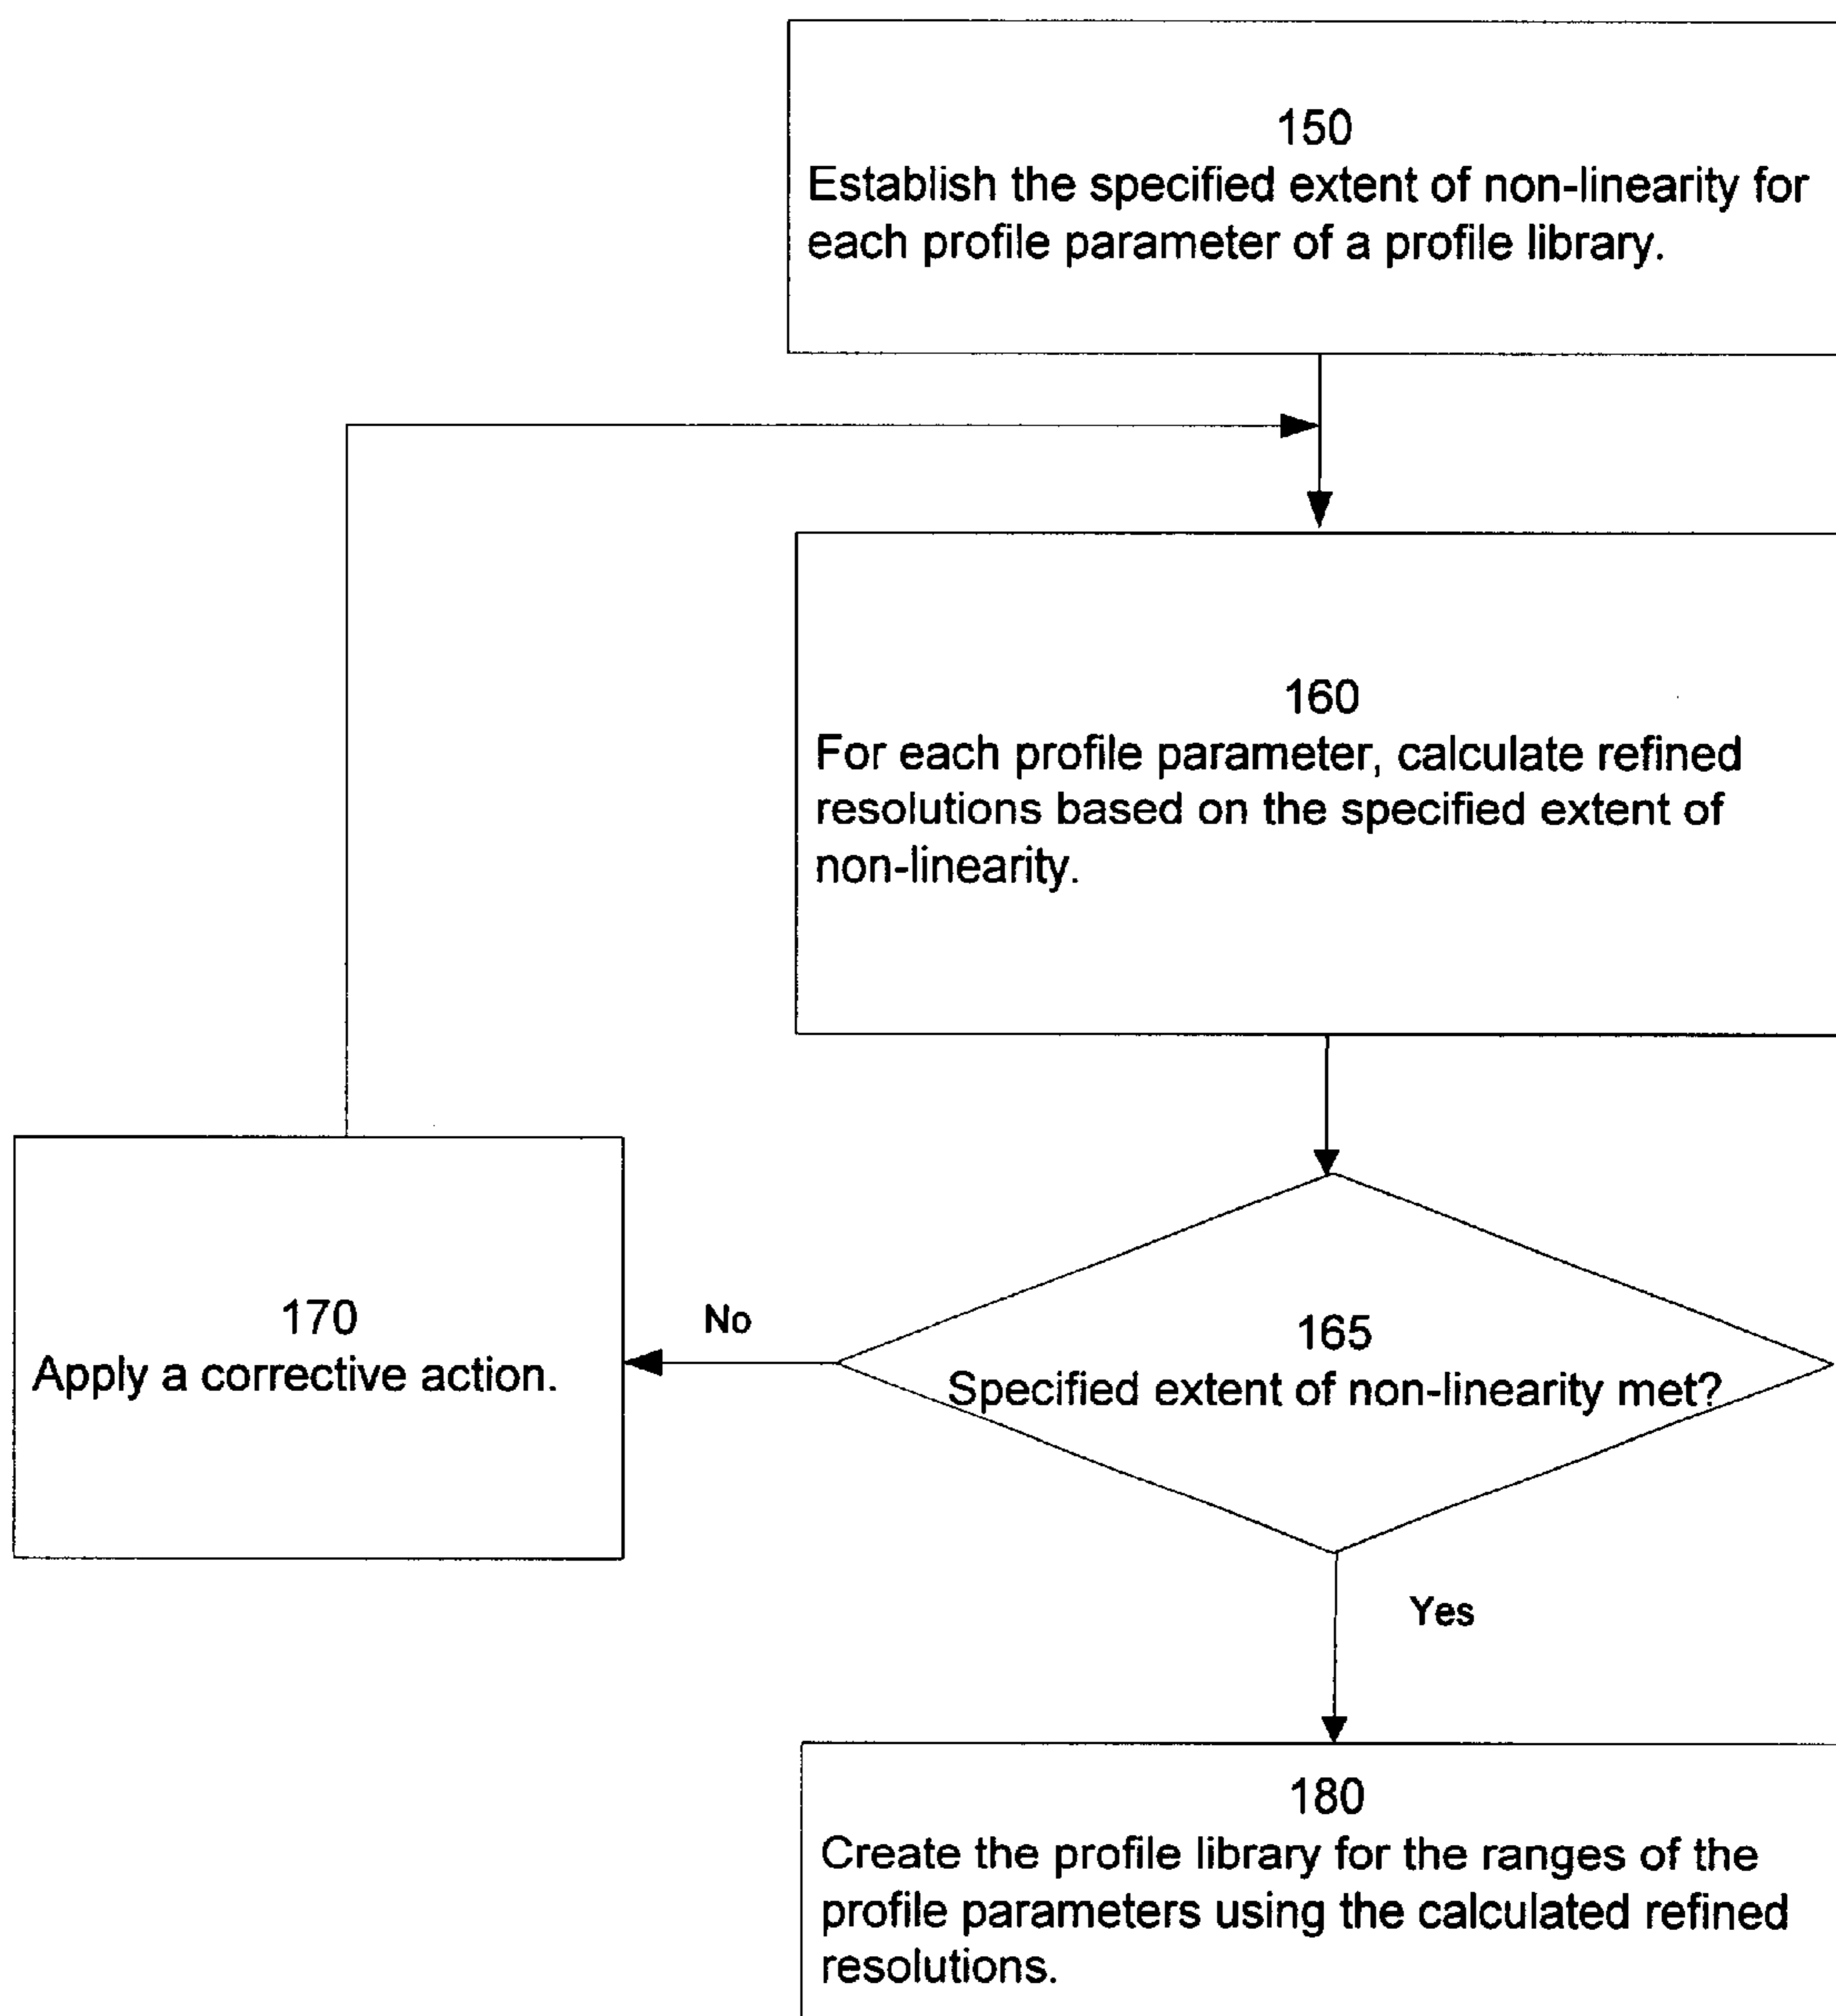 150
Establish the specified extent of non-linearity for
each profile parameter of a profile library.
160
For each profile parameter, calculate refined
resolutions based on the specified extent of
non-linearity.
165
Specified extent of non-linearity met?
No
170
Apply a corrective action.
Yes
180
Create the profile library for the ranges of the
profile parameters using the calculated refined
resolutions.